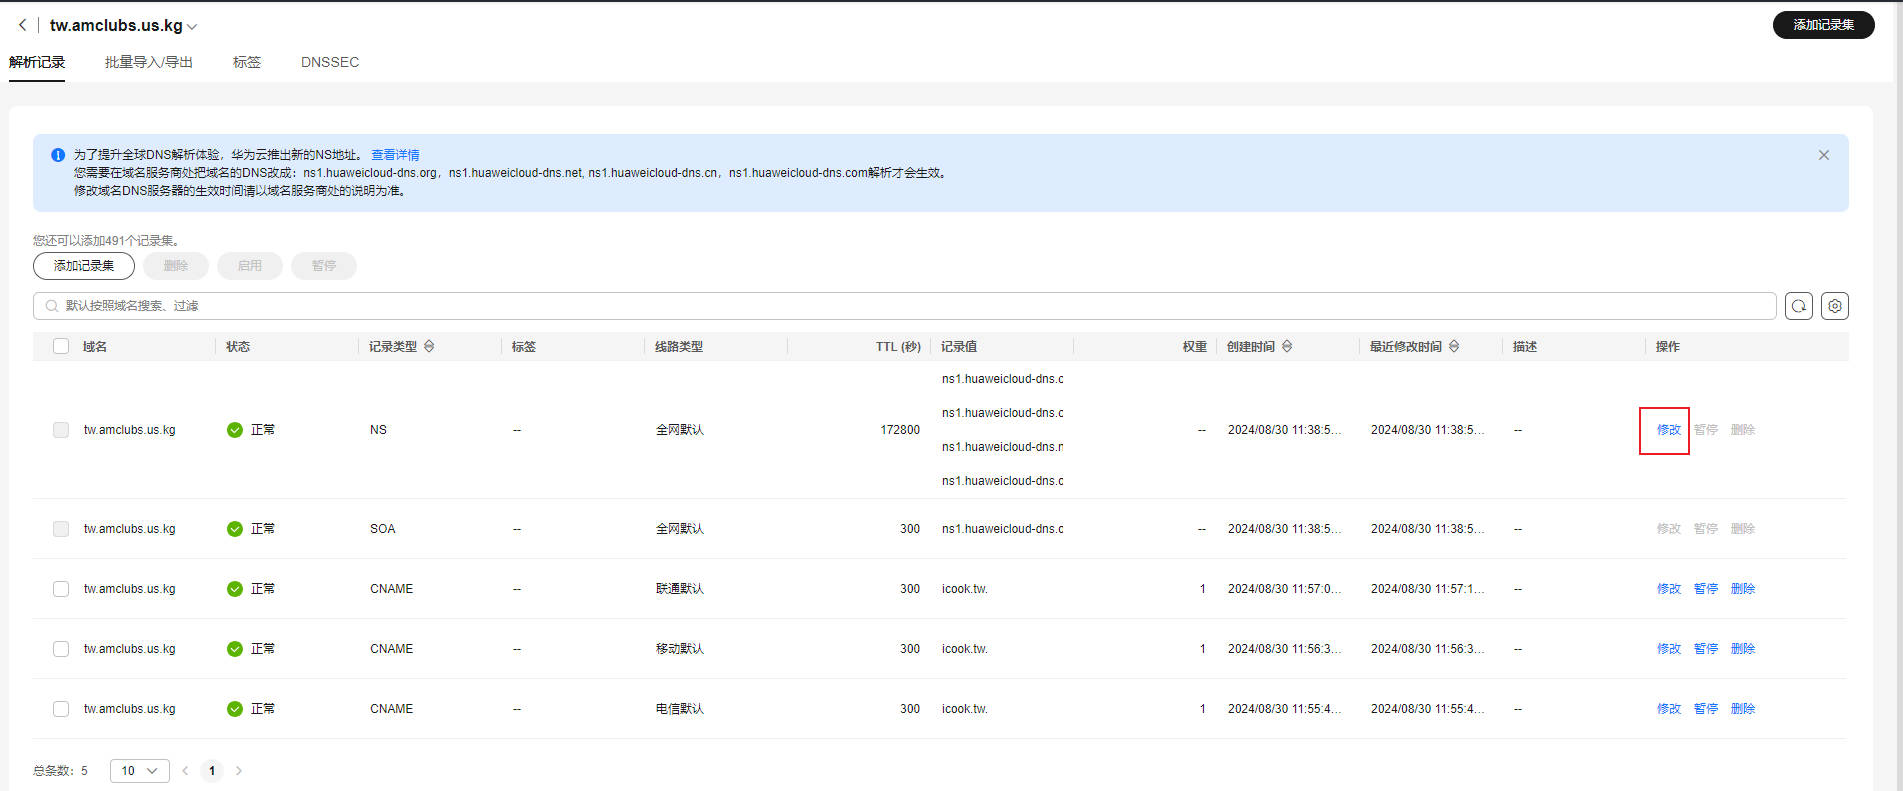 tw.amclubs.us.kg
添加记录集
解析记录 批量导入/导出 标签 DNSSEC
为了提升全球DNS解析体验，华为云推出新的NS地址。 查看详情
您需要在域名服务商处把域名的DNS改成：ns1.huaweicloud-dns.org，ns1.huaweicloud-dns.net, ns1.huaweicloud-dns.cn，ns1.huaweicloud-dns.com解析才会生效。
修改域名DNS服务器的生效时间请以域名服务商处的说明为准。
您还可以添加491个记录集。
添加记录集 删除 启用 暂停
默认按照域名搜索、过滤
域名 状态 记录类型 标签 线路类型 TTL (秒) 记录值 权重 创建时间 最近修改时间 描述 操作
ns1.huaweicloud-dns.c
ns1.huaweicloud-dns.c
tw.amclubs.us.kg 正常 NS -- 全网默认 172800 -- 2024/08/30 11:38:5... 2024/08/30 11:38:5... -- 修改 暂停 删除
ns1.huaweicloud-dns.n
ns1.huaweicloud-dns.c
tw.amclubs.us.kg 正常 SOA -- 全网默认 300 ns1.huaweicloud-dns.c -- 2024/08/30 11:38:5... 2024/08/30 11:38:5... -- 修改 暂停 删除
tw.amclubs.us.kg 正常 CNAME -- 联通默认 300 icook.tw. 1 2024/08/30 11:57:0... 2024/08/30 11:57:1... -- 修改 暂停 删除
tw.amclubs.us.kg 正常 CNAME -- 移动默认 300 icook.tw. 1 2024/08/30 11:56:3... 2024/08/30 11:56:3... -- 修改 暂停 删除
tw.amclubs.us.kg 正常 CNAME -- 电信默认 300 icook.tw. 1 2024/08/30 11:55:4... 2024/08/30 11:55:4... -- 修改 暂停 删除
总条数：5 10 1